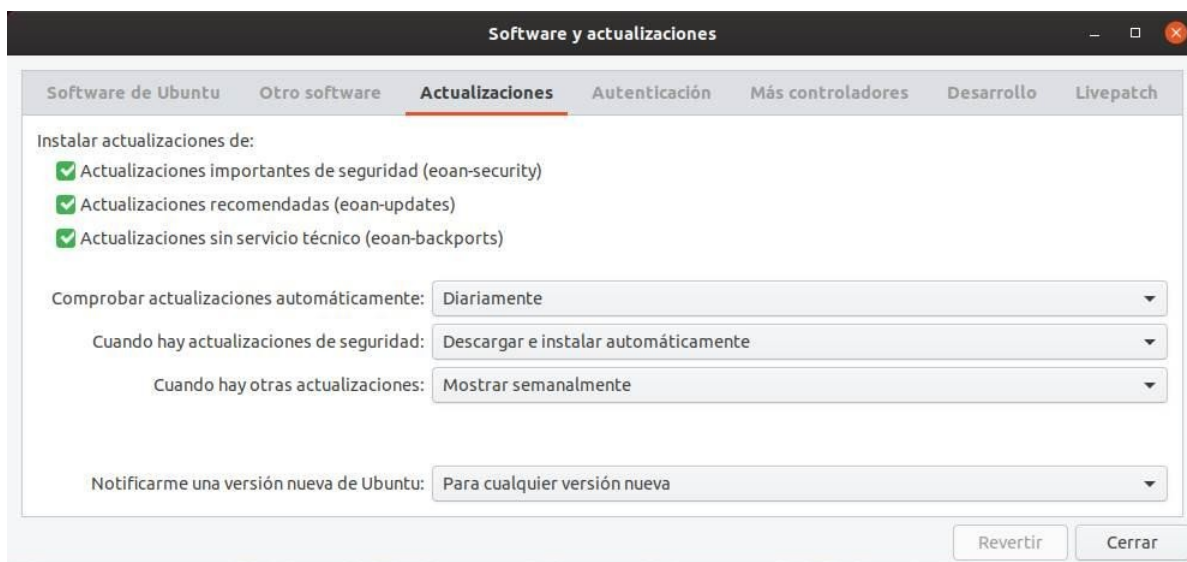 Software y actualizaciones
Software de Ubuntu Otro software Actualizaciones Autenticación Más controladores Desarrollo Livepatch
Instalar actualizaciones de:
Actualizaciones importantes de seguridad (eoan-security)
Actualizaciones recomendadas (eoan-updates)
Actualizaciones sin servicio técnico (eoan-backports)
Comprobar actualizaciones automáticamente: Diariamente
Cuando hay actualizaciones de seguridad: Descargar e instalar automáticamente
Cuando hay otras actualizaciones: Mostrar semanalmente
Notificarme una versión nueva de Ubuntu: Para cualquier versión nueva
Revertir Cerrar